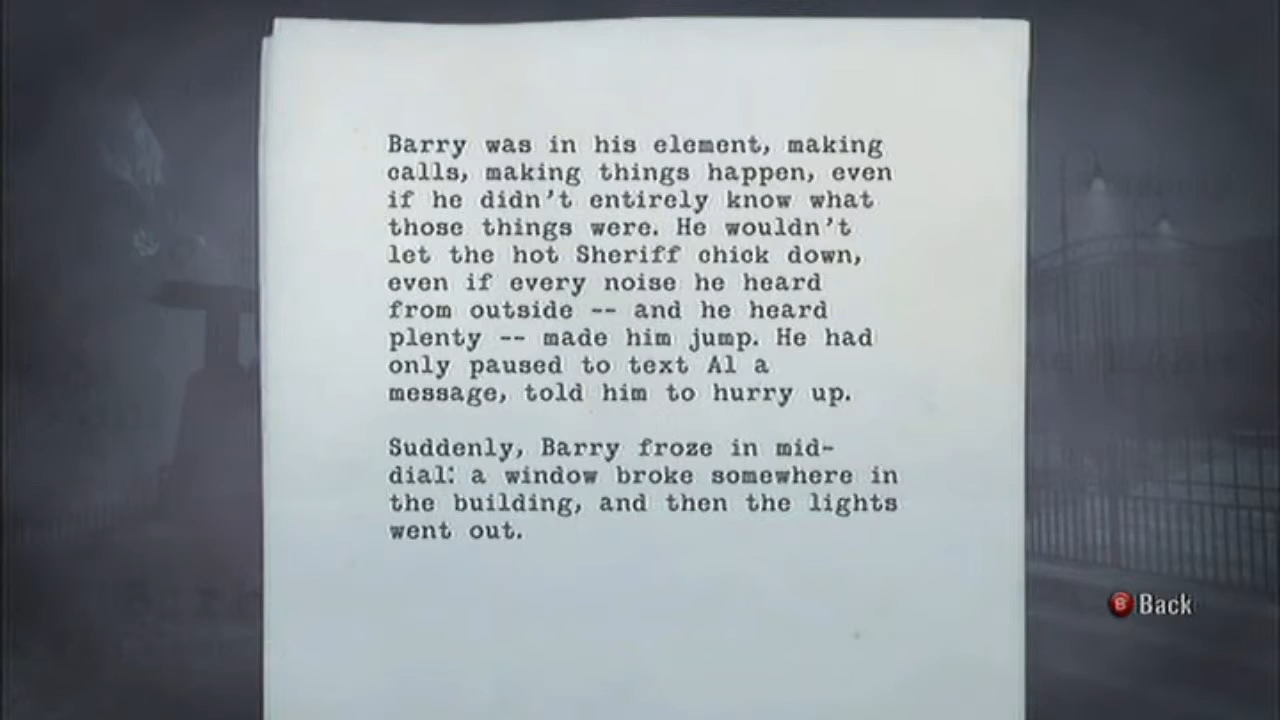 Barry was in his element, making
calls, making things happen, even
if he didn't entirely know what
those things were. He wouldn't
let the hot Sheriff chick down,
even if every noise he heard
from outside -- and he heard
plenty -- made him jump. He had
only paused to text Al a
message, told him to hurry up.
Suddenly, Barry froze in mid-
dial: a window broke somewhere in
the building, and then the lights
went out.
B Back